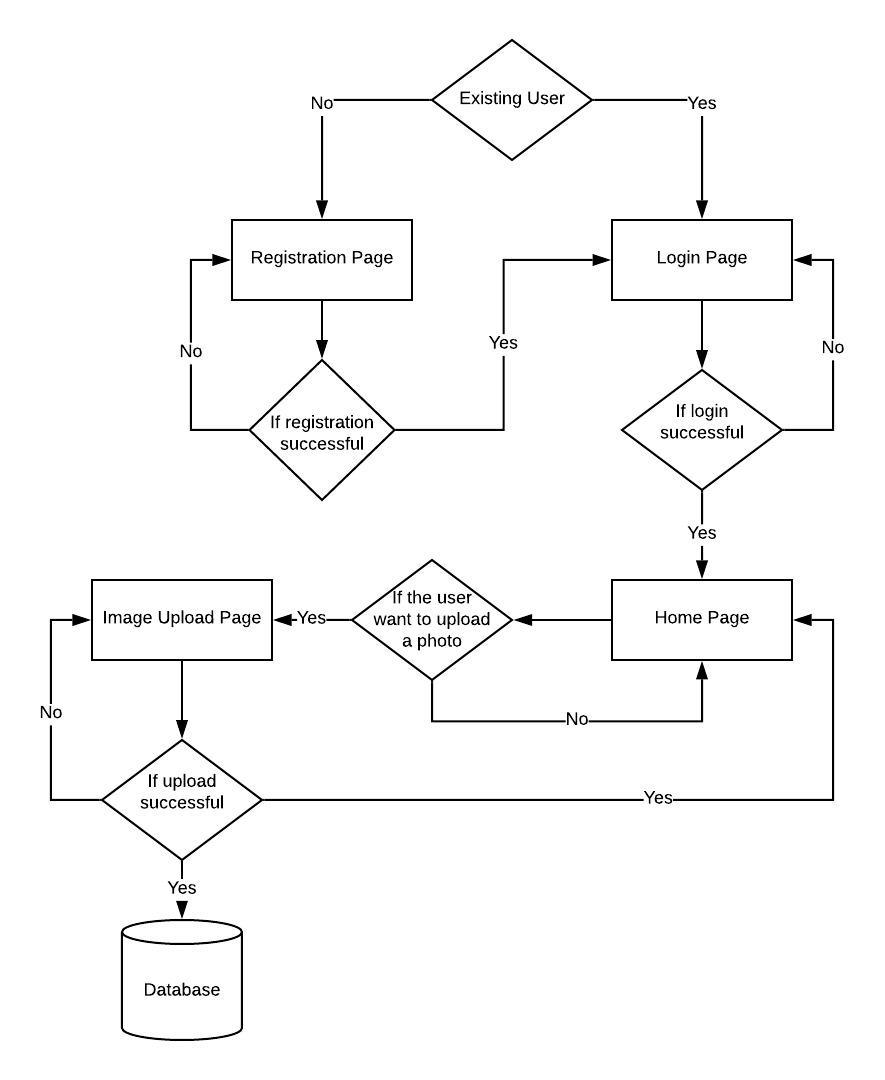 Existing User
No
Yes
Registration Page
Login Page
No
Yes
No
If registration
successful
If login
successful
Yes
Image Upload Page
Yes
If the user
want to upload
a photo
Home Page
No
No
If upload
successful
Yes
Yes
Database